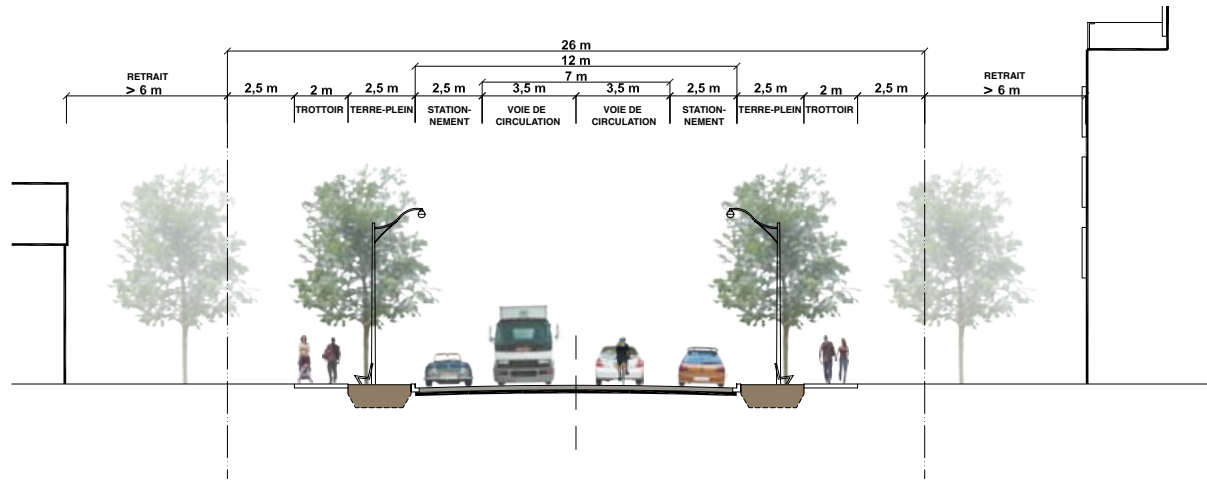 26 m
12 m
7 m
RETRAIT
> 6 m
2,5 m
2 m
2,5 m
2,5 m
3,5 m
3,5 m
2,5 m
2,5 m
2 m
2,5 m
RETRAIT
> 6 m
TROTTOIR
TERRE-PLEIN
STATION-
NEMENT
VOIE DE
CIRCULATION
VOIE DE
CIRCULATION
STATION-
NEMENT
TERRE-PLEIN
TROTTOIR